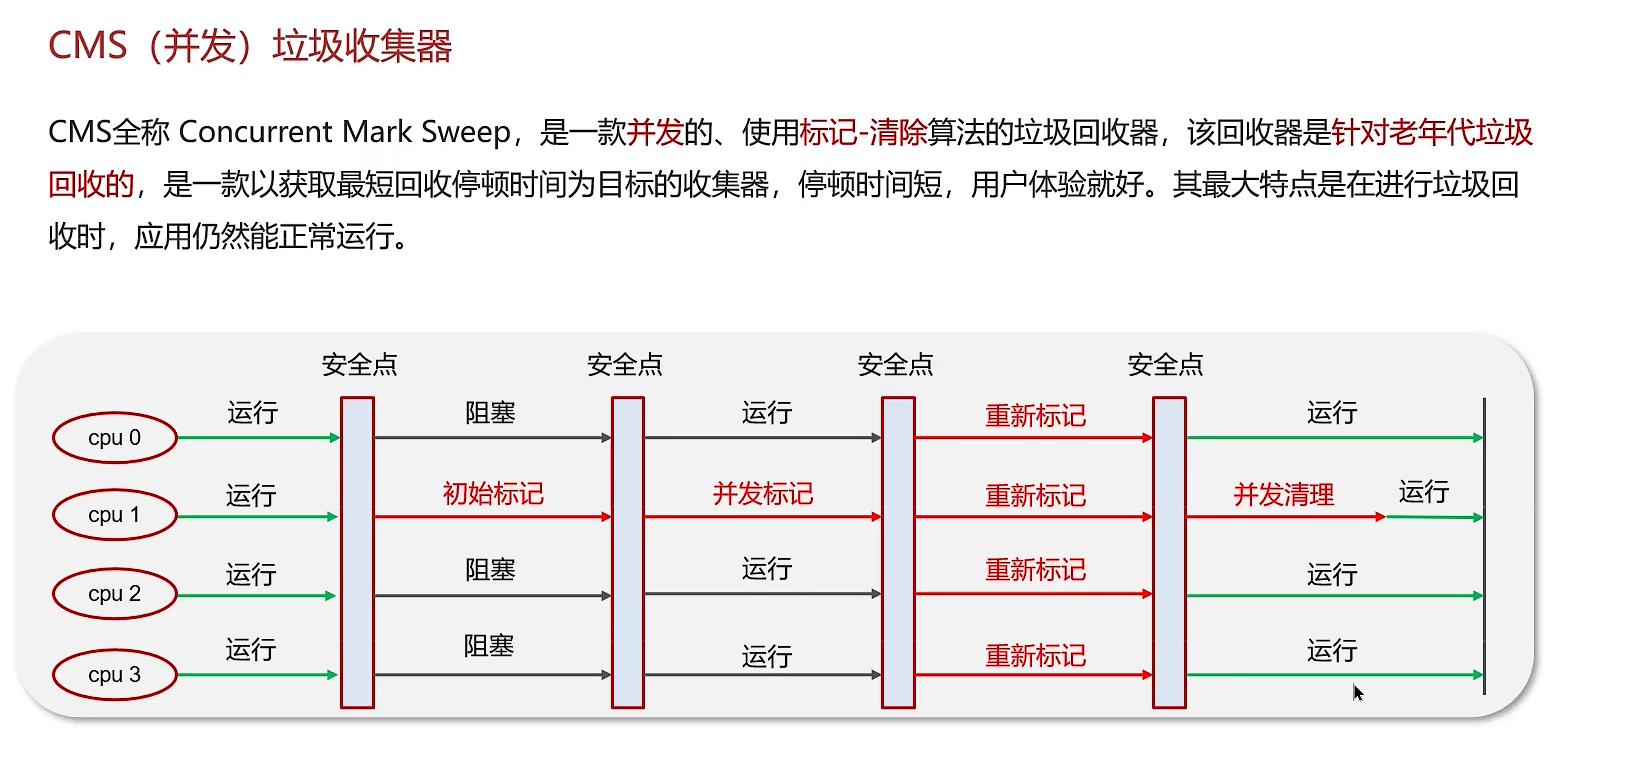 CMS（并发）垃圾收集器
CMS全称 Concurrent Mark Sweep，是一款并发的、使用标记-清除算法的垃圾回收器，该回收器是针对老年代垃圾
回收的，是一款以获取最短回收停顿时间为目标的收集器，停顿时间短，用户体验就好。其最大特点是在进行垃圾回
收时，应用仍然能正常运行。
安全点 安全点 安全点 安全点
运行 阻塞 运行 重新标记 运行
cpu 0
运行 初始标记 并发标记 重新标记 并发清理 运行
cpu 1
运行 阻塞 运行 重新标记 运行
cpu 2
运行 阻塞 运行 重新标记 运行
cpu 3